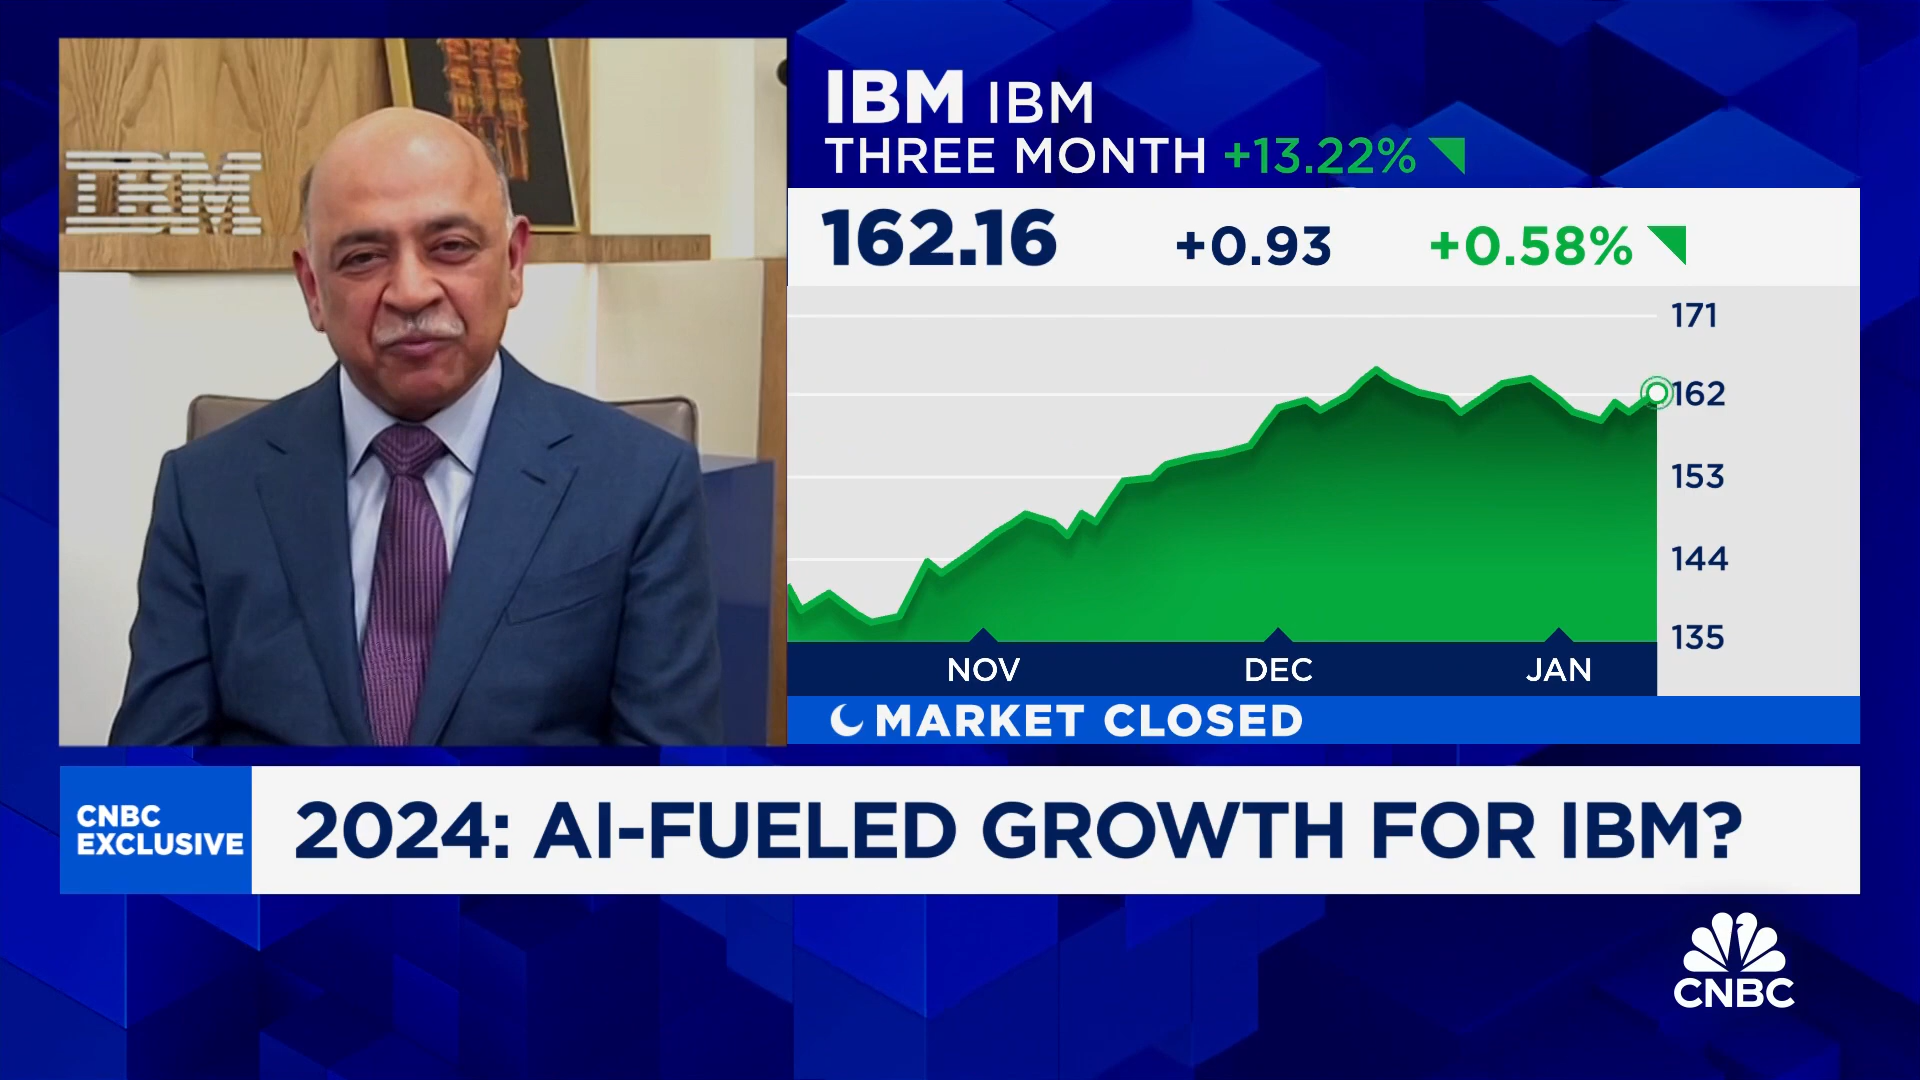 IBM
IBM IBM
THREE MONTH +13.22%
162.16 +0.93 +0.58%
171
162
153
144
135
NOV DEC JAN
MARKET CLOSED
CNBC
EXCLUSIVE
2024: AI-FUELED GROWTH FOR IBM?
CNBC